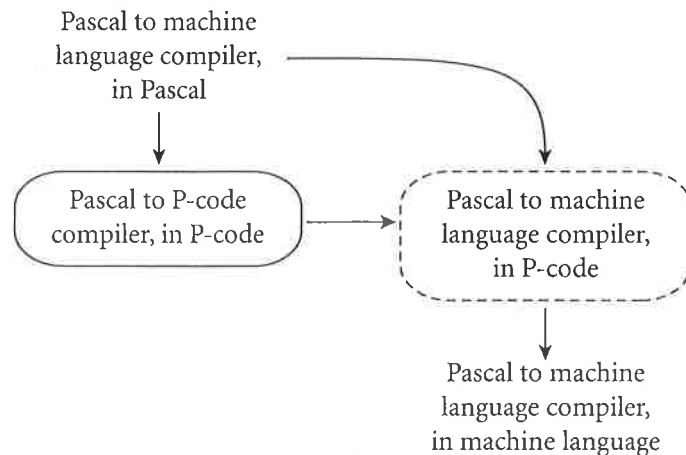 Pascal to machine
language compiler,
in Pascal
Pascal to P-code
compiler, in P-code
Pascal to machine
language compiler,
in P-code
Pascal to machine
language compiler,
in machine language